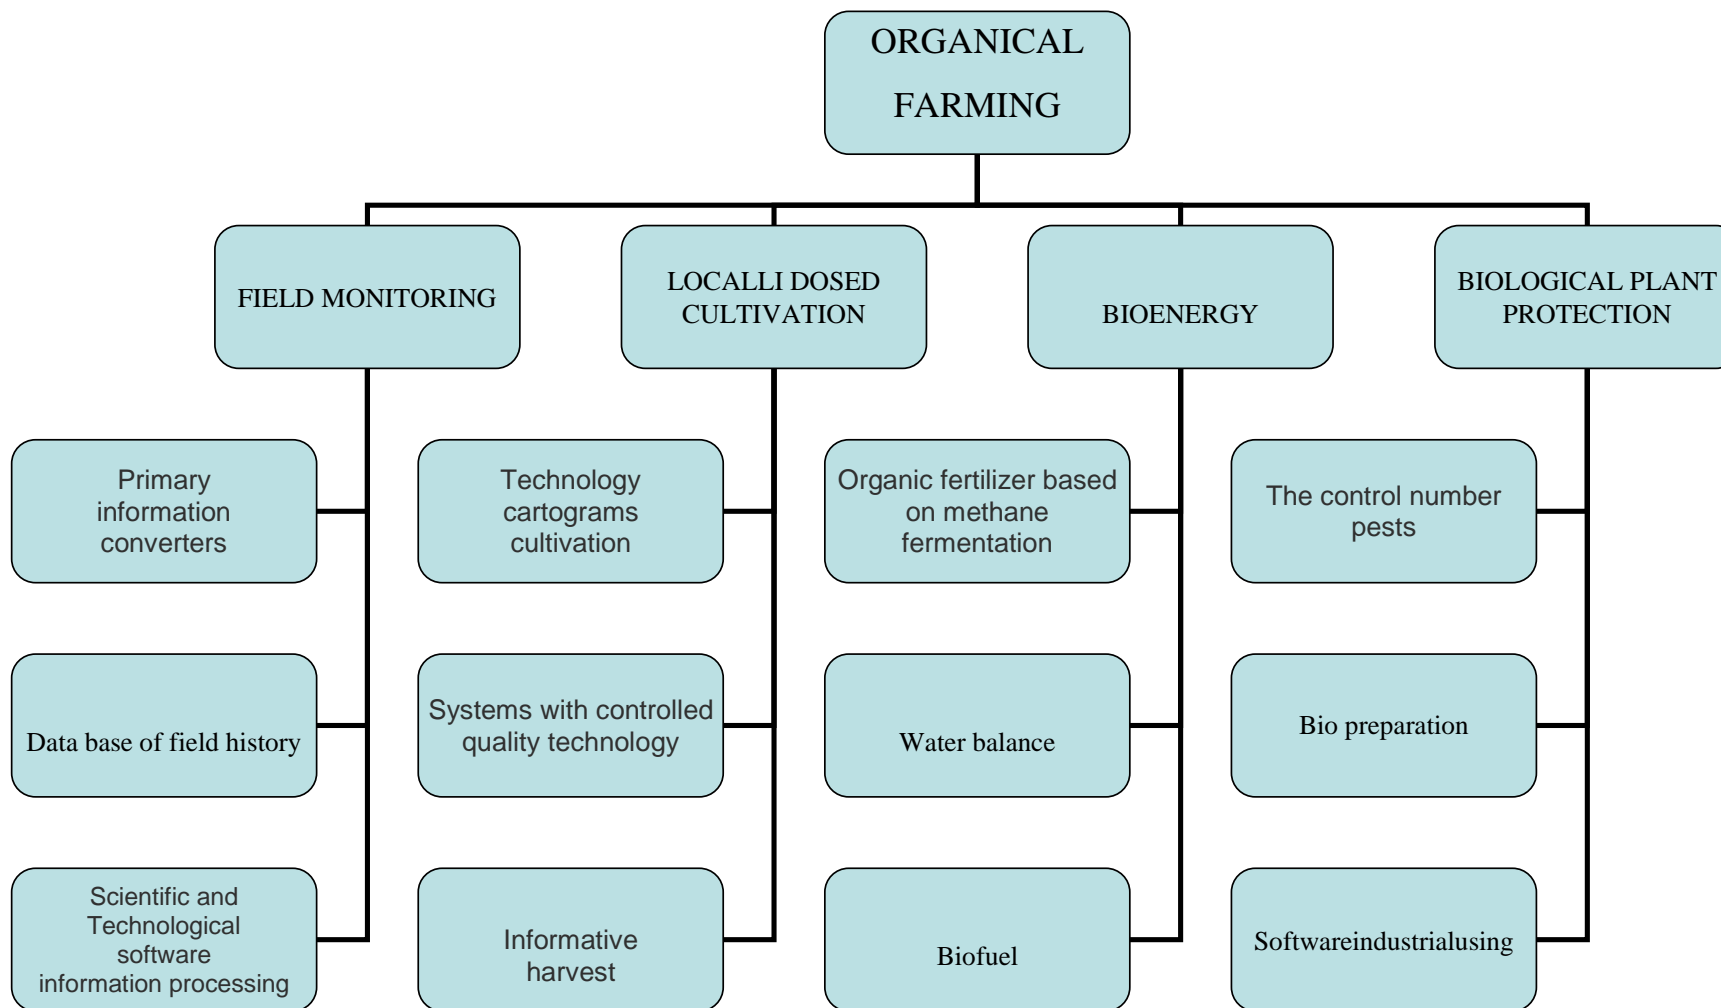 ORGANICAL
FARMING
FIELD MONITORING
LOCALLI DOSED
CULTIVATION
BIOENERGY
BIOLOGICAL PLANT
PROTECTION
Primary
information
converters
Technology
cartograms
cultivation
Organic fertilizer based
on methane
fermentation
The control number
pests
Data base of field history
Systems with controlled
quality technology
Water balance
Bio preparation
Scientific and
Technological
software
information processing
Informative
harvest
Biofuel
Softwareindustrialusing